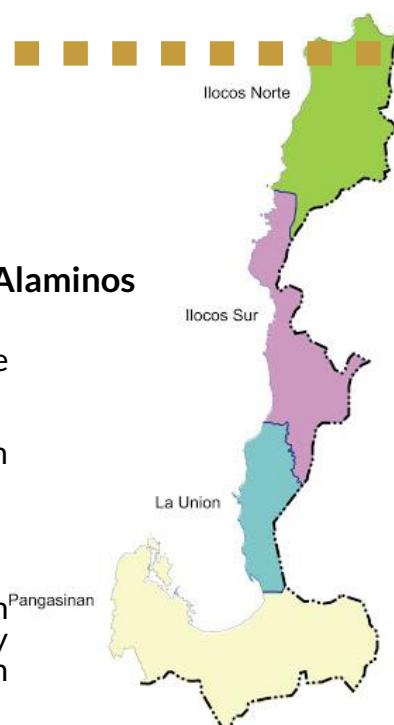 Ilocos Norte
Alaminos
Ilocos Sur
e
n
La Union
Pangasinan
n
y
n